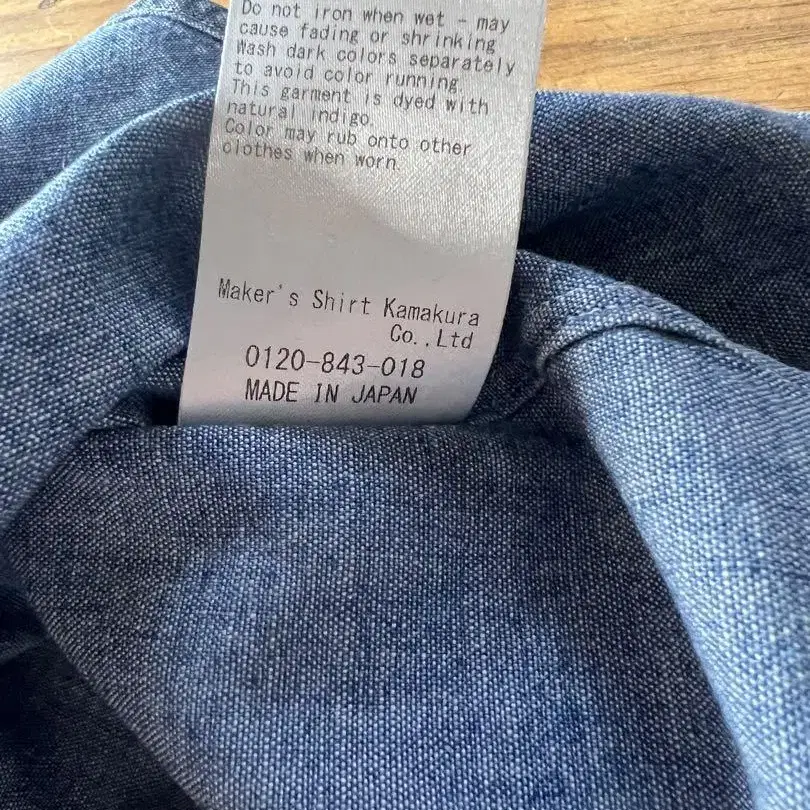 Do not iron when wet - may
cause fading or shrinking
Wash dark colors separately
to avoid color running.
This garment is dyed with
natural indigo.
Color may rub onto other
clothes when worn.
Maker's Shirt Kamakura
Co.,Ltd
0120-843-018
MADE IN JAPAN